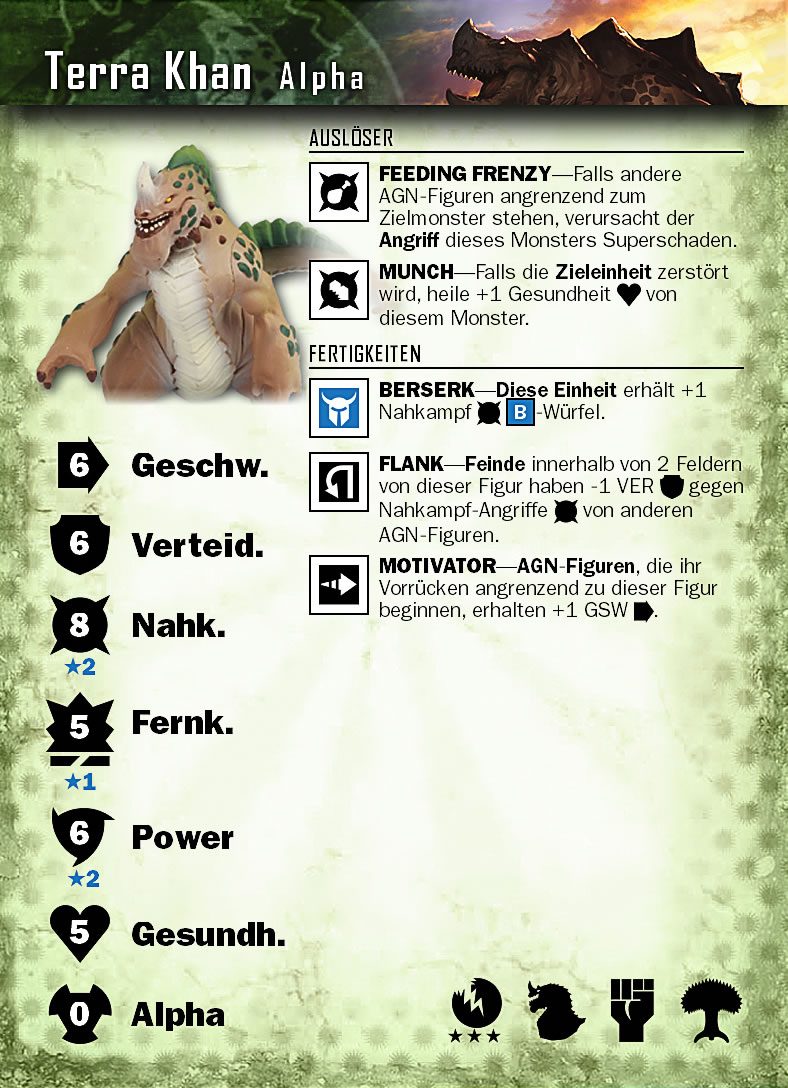 Terra Khan Alpha
AUSLÖSER
FEEDING FRENZY—Falls andere
AGN-Figuren angrenzend zum
Zielmonster stehen, verursacht der
Angriff dieses Monsters Superschaden.
MUNCH—Falls die Zieleinheit zerstört
wird, heile +1 Gesundheit von
diesem Monster.
FERTIGKEITEN
BERSERK—Diese Einheit erhält +1
Nahkampf B-Würfel.
FLANK—Feinde innerhalb von 2 Feldern
von dieser Figur haben -1 VER gegen
Nahkampf-Angriffe von anderen
AGN-Figuren.
MOTIVATOR—AGN-Figuren, die ihr
Vorrücken angrenzend zu dieser Figur
beginnen, erhalten +1 GSW.
6 Geschw.
6 Verteid.
8 Nahk.
★2
5 Fernk.
★1
6 Power
★2
5 Gesundh.
0 Alpha
★★★